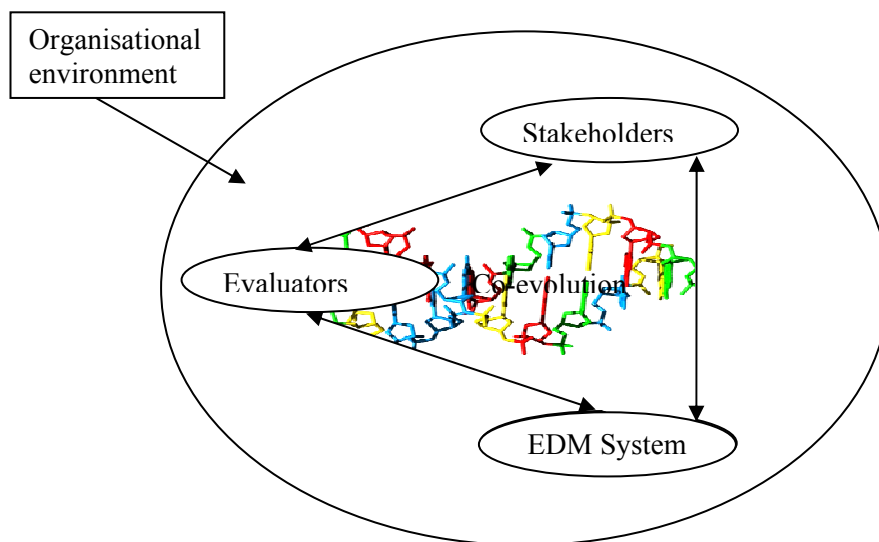 Organisational
environment
Stakeholders
Evaluators
Co-evolution
EDM System